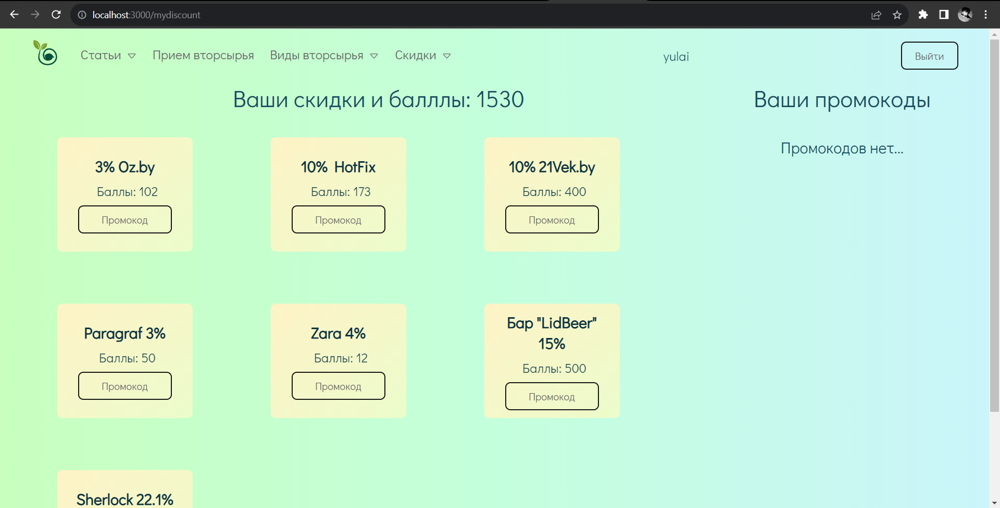 localhost:3000/mydiscount
Статьи Прием вторсырья Виды вторсырья Скидки yulai Выйти
Ваши скидки и балллы: 1530
Ваши промокоды
Промокодов нет...
3% Oz.by
Баллы: 102
Промокод
10% HotFix
Баллы: 173
Промокод
10% 21Vek.by
Баллы: 400
Промокод
Paragraf 3%
Баллы: 50
Промокод
Zara 4%
Баллы: 12
Промокод
Бар "LidBeer"
15%
Баллы: 500
Промокод
Sherlock 22.1%